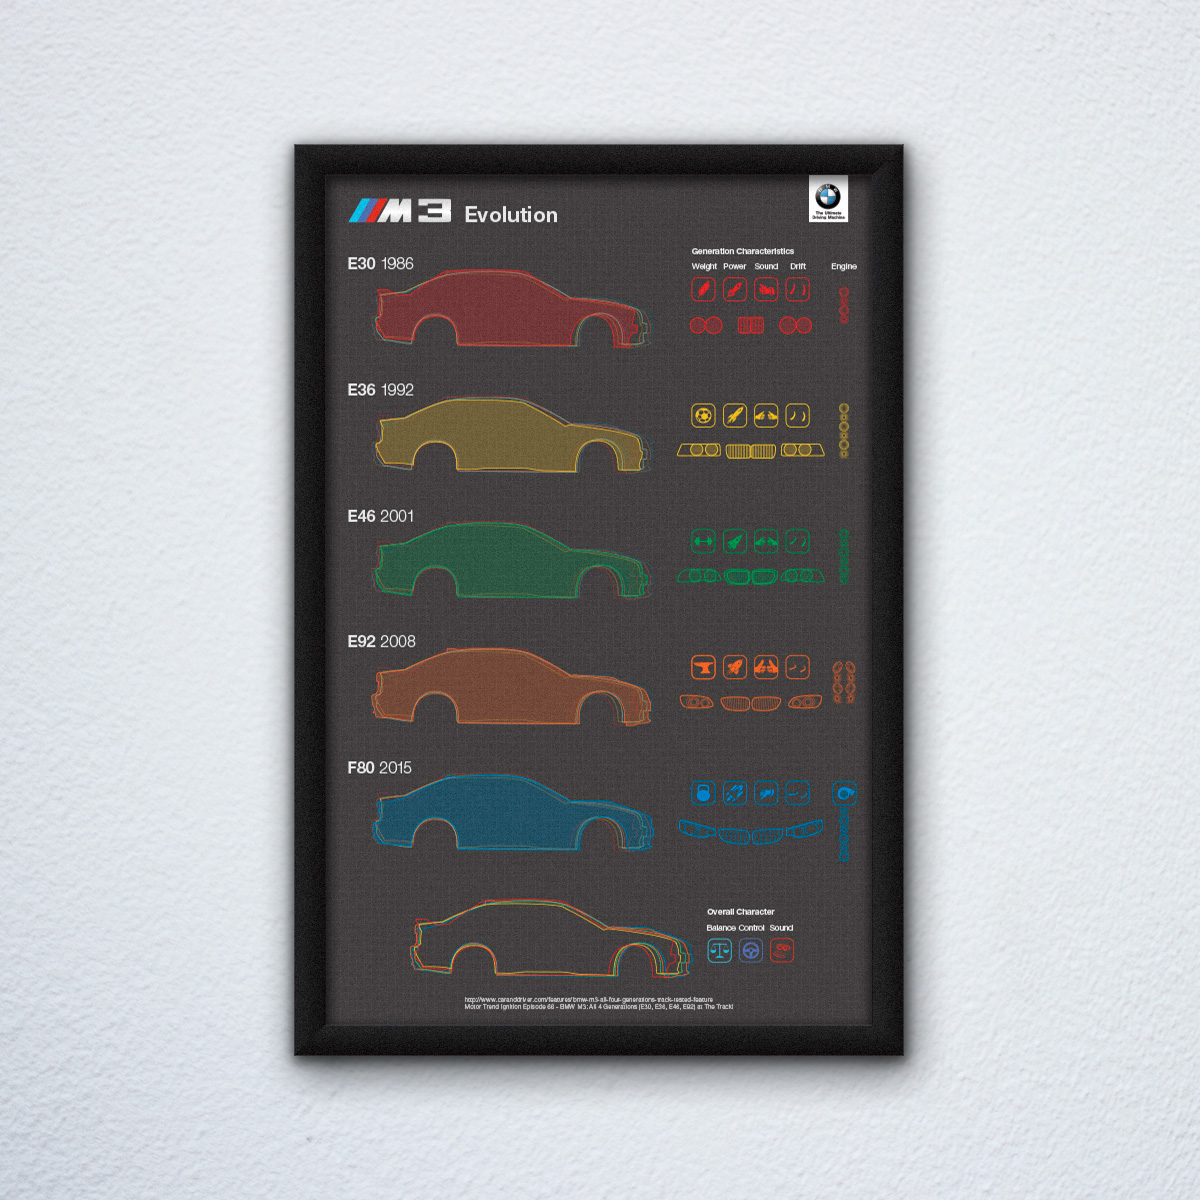 M3 Evolution
BMW
The Ultimate
Driving Machine
Generation Characteristics
Weight Power Sound Drift Engine
E30 1986
E36 1992
E46 2001
E92 2008
F80 2015
Overall Character
Balance Control Sound
http://www.caranddriver.com/features/bmw-m3-all-four-generations-track-tested-feature
Motor Trend Ignition Episode 66 - BMW M3: All 4 Generations (E30, E36, E46, E92) at The Track!